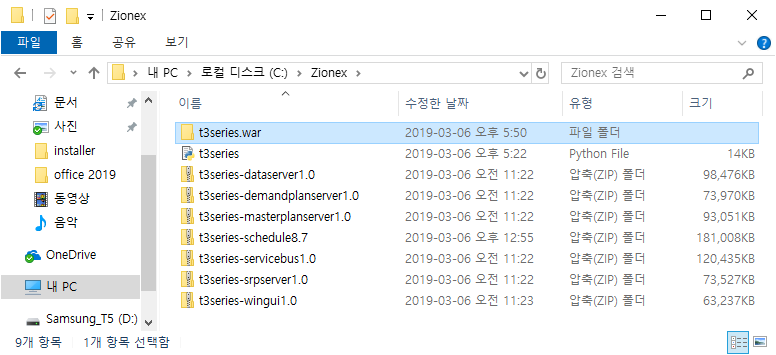 Zionex
파일 홈 공유 보기
내 PC > 로컬 디스크 (C:) > Zionex > Zionex 검색
이름 수정한 날짜 유형 크기
문서
사진
installer
office 2019
동영상
음악
OneDrive
내 PC
Samsung_T5 (D:)
t3series.war 2019-03-06 오후 5:50 파일 폴더
t3series 2019-03-06 오후 5:22 Python File 14KB
t3series-dataserver1.0 2019-03-06 오전 11:22 압축(ZIP) 폴더 98,476KB
t3series-demandplanserver1.0 2019-03-06 오전 11:22 압축(ZIP) 폴더 73,970KB
t3series-masterplanserver1.0 2019-03-06 오전 11:22 압축(ZIP) 폴더 93,051KB
t3series-schedule8.7 2019-03-06 오후 12:55 압축(ZIP) 폴더 181,008KB
t3series-servicebus1.0 2019-03-06 오전 11:22 압축(ZIP) 폴더 120,435KB
t3series-srpserver1.0 2019-03-06 오전 11:22 압축(ZIP) 폴더 73,527KB
t3series-wingui1.0 2019-03-06 오전 11:23 압축(ZIP) 폴더 63,237KB
9개 항목 1개 항목 선택함